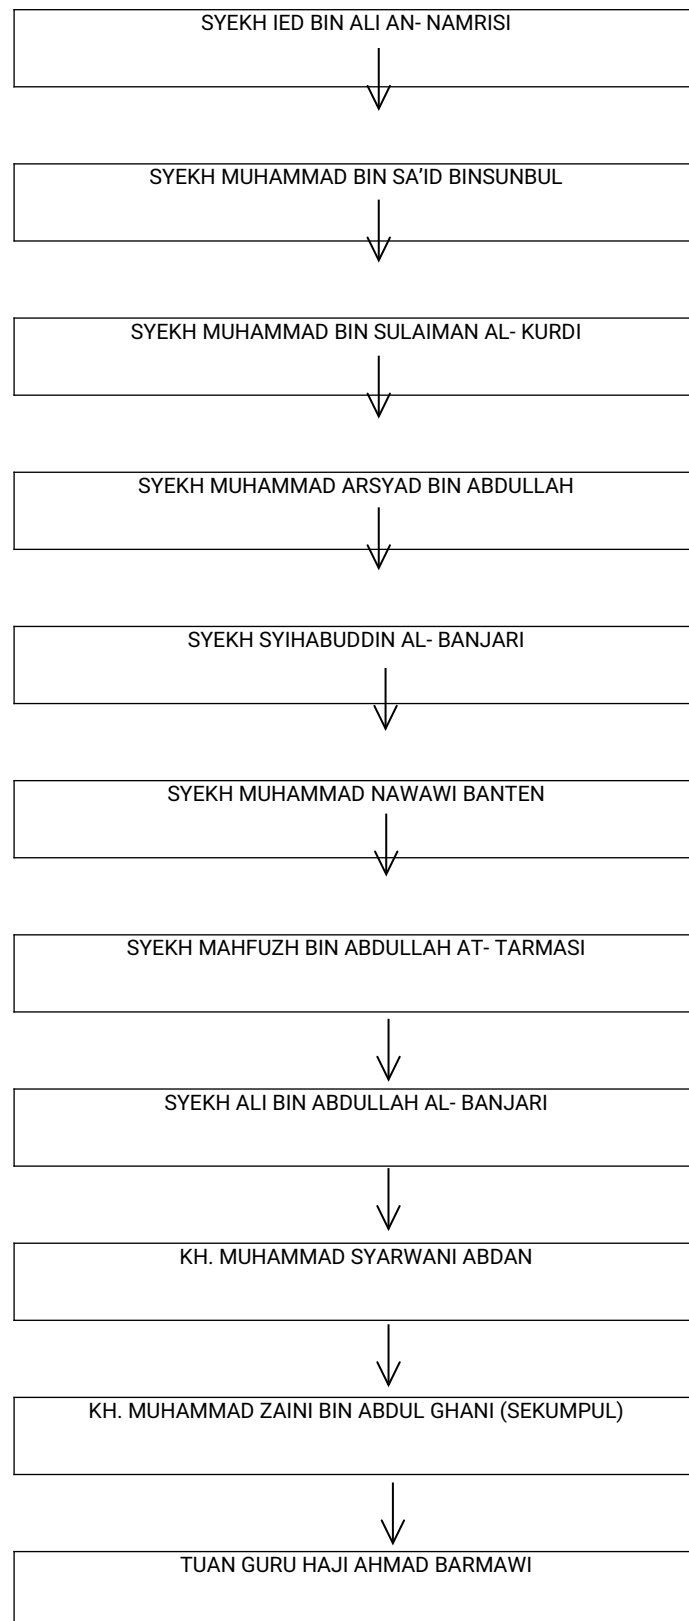 SYEKH IED BIN ALI AN- NAMRISI
SYEKH MUHAMMAD BIN SA’ID BINSUNBUL
SYEKH MUHAMMAD BIN SULAIMAN AL- KURDI
SYEKH MUHAMMAD ARSYAD BIN ABDULLAH
SYEKH SYIHABUDDIN AL- BANJARI
SYEKH MUHAMMAD NAWAWI BANTEN
SYEKH MAHFUZH BIN ABDULLAH AT- TARMASI
SYEKH ALI BIN ABDULLAH AL- BANJARI
KH. MUHAMMAD SYARWANI ABDAN
KH. MUHAMMAD ZAINI BIN ABDUL GHANI (SEKUMPUL)
TUAN GURU HAJI AHMAD BARMAWI